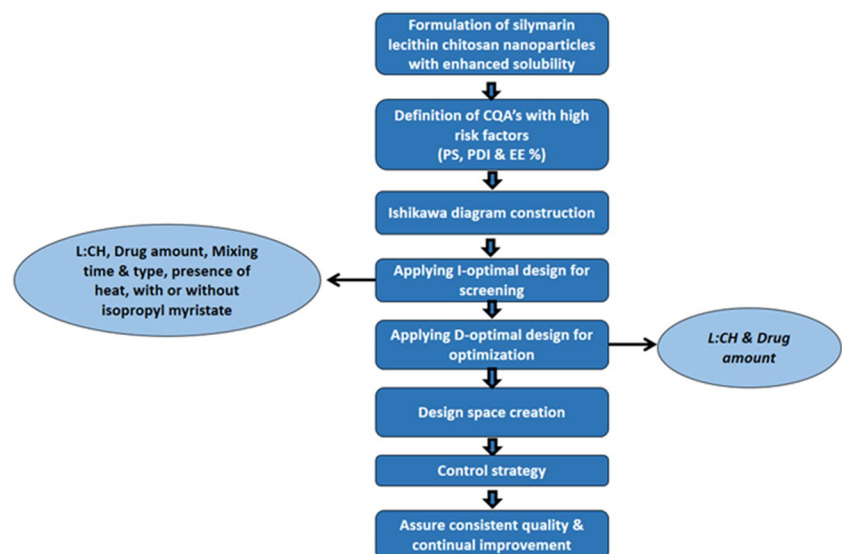 Formulation of silymarin
lecithin chitosan nanoparticles
with enhanced solubility
Definition of CQA's with high
risk factors
(PS, PDI & EE %)
Ishikawa diagram construction
L:CH, Drug amount, Mixing
time & type, presence of
heat, with or without
isopropyl myristate
Applying I-optimal design for
screening
Applying D-optimal design for
optimization
L:CH & Drug
amount
Design space creation
Control strategy
Assure consistent quality &
continual improvement